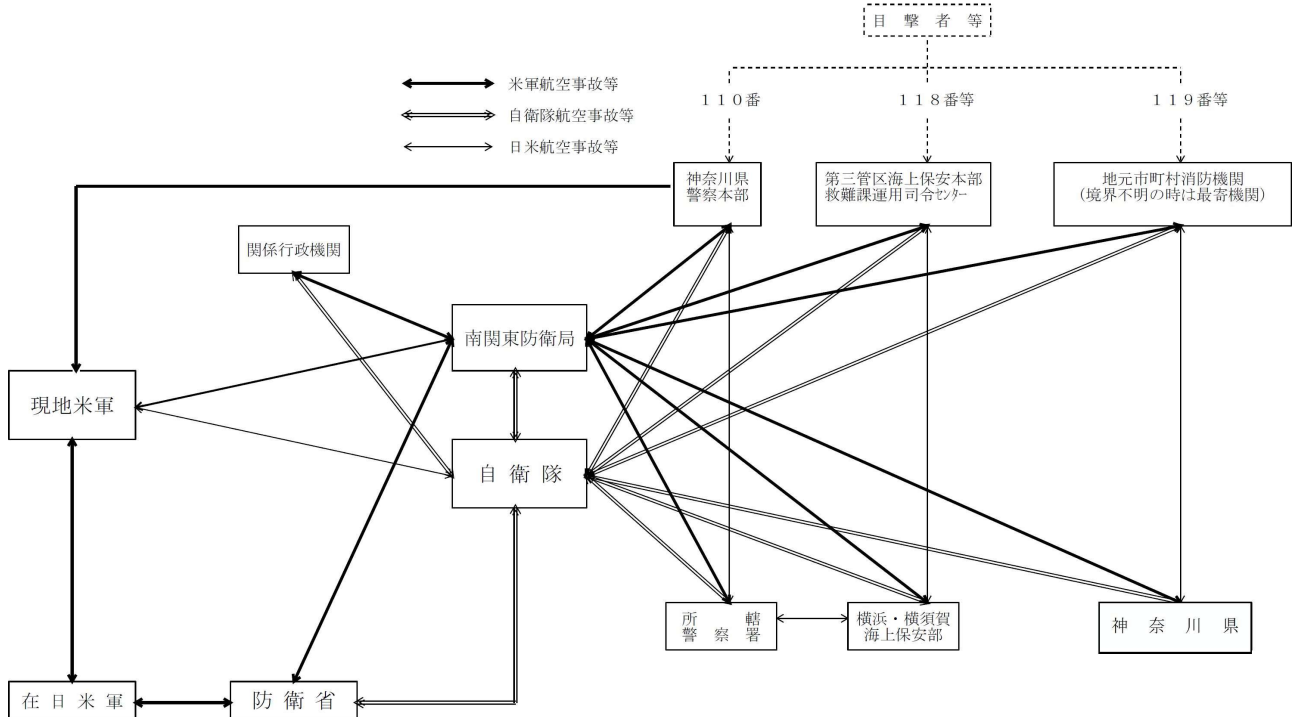 目 撃 者 等
米軍航空事故等
自衛隊航空事故等
日米航空事故等
１１０番
１１８番等
１１９番等
神奈川県
警察本部
第三管区海上保安本部
救難課運用司令ｾﾝﾀｰ
地元市町村消防機関
(境界不明の時は最寄機関)
関係行政機関
南関東防衛局
現地米軍
自 衛 隊
所 轄
警 察 署
横浜・横須賀
海上保安部
神 奈 川 県
在 日 米 軍
防 衛 省